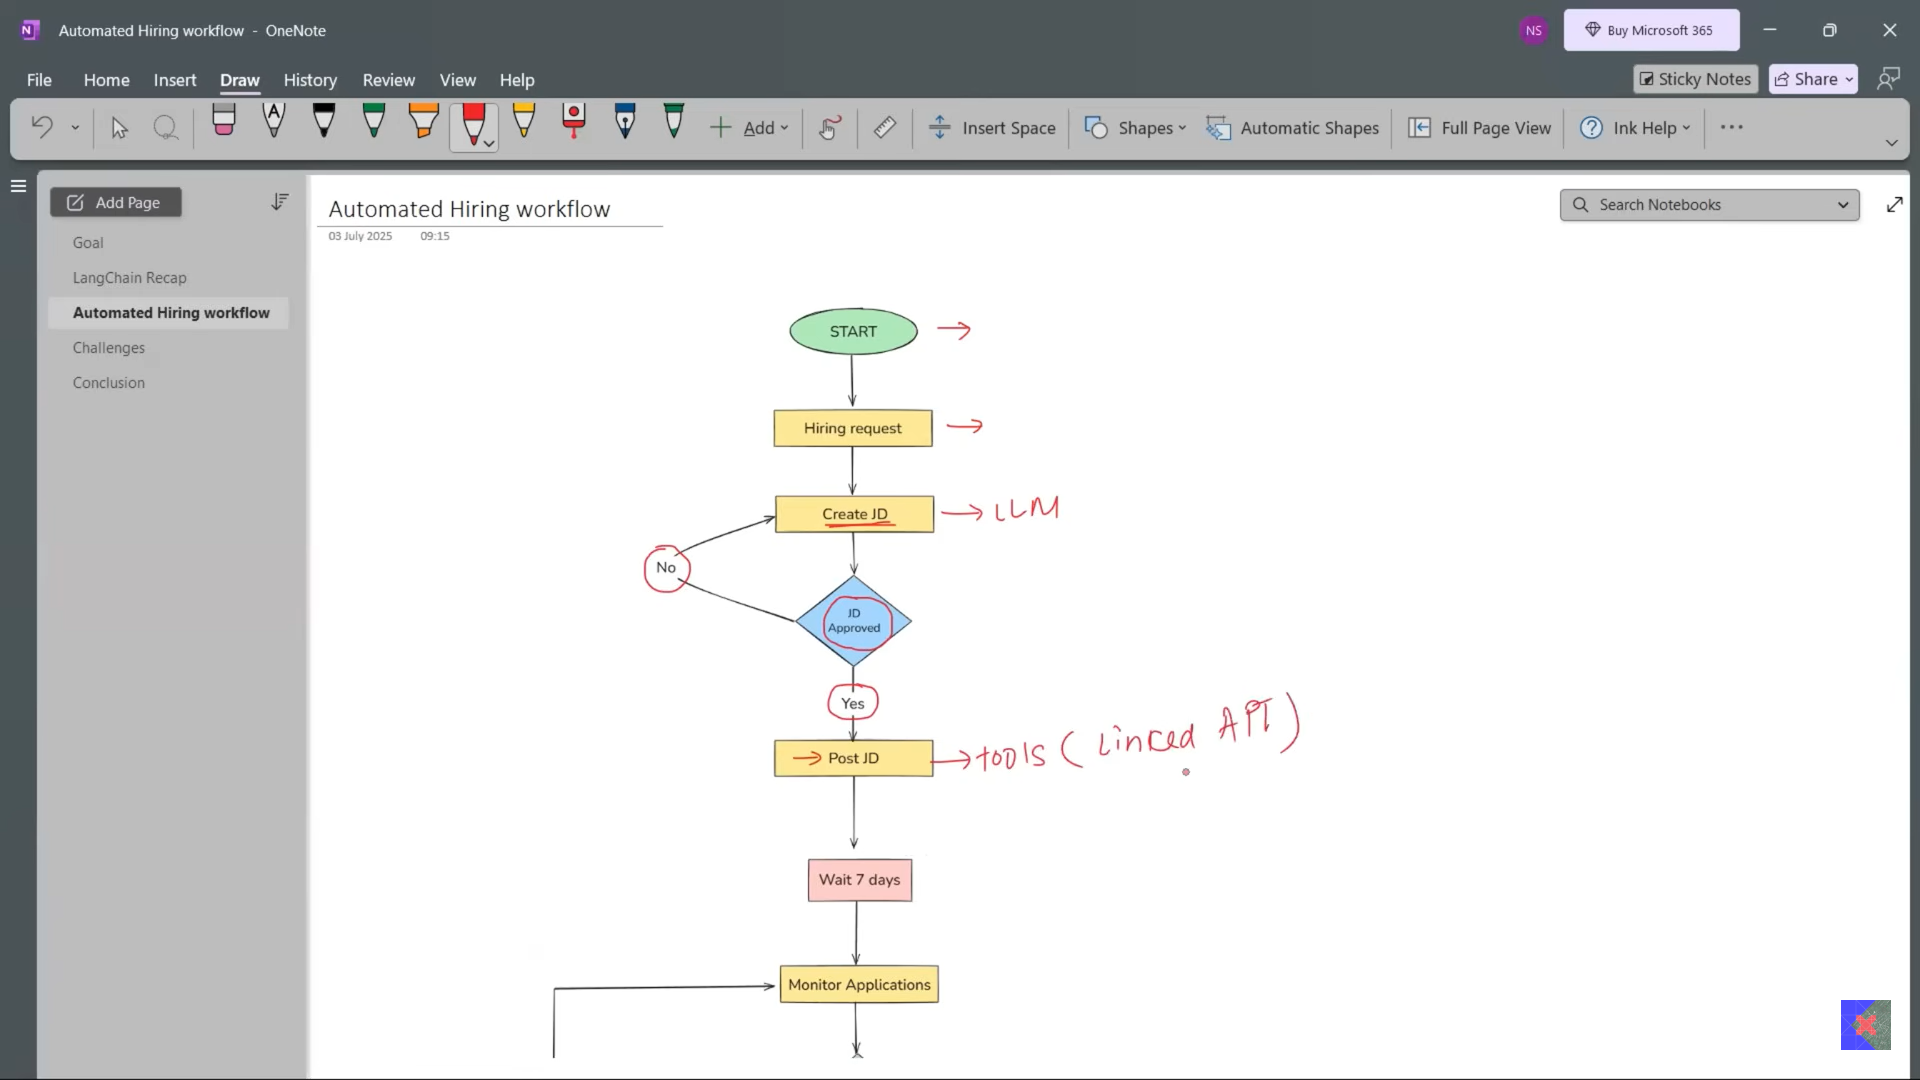 Automated Hiring workflow - OneNote
NS
Buy Microsoft 365
File Home Insert Draw History Review View Help
Sticky Notes
Share
Add
Insert Space
Shapes
Automatic Shapes
Full Page View
Ink Help
Add Page
Goal
LangChain Recap
Automated Hiring workflow
Challenges
Conclusion
Automated Hiring workflow
03 July 2025 09:15
Search Notebooks
START
Hiring request
Create JD
LLM
No
JD
Approved
Yes
Post JD
tools ( Linked API )
Wait 7 days
Monitor Applications